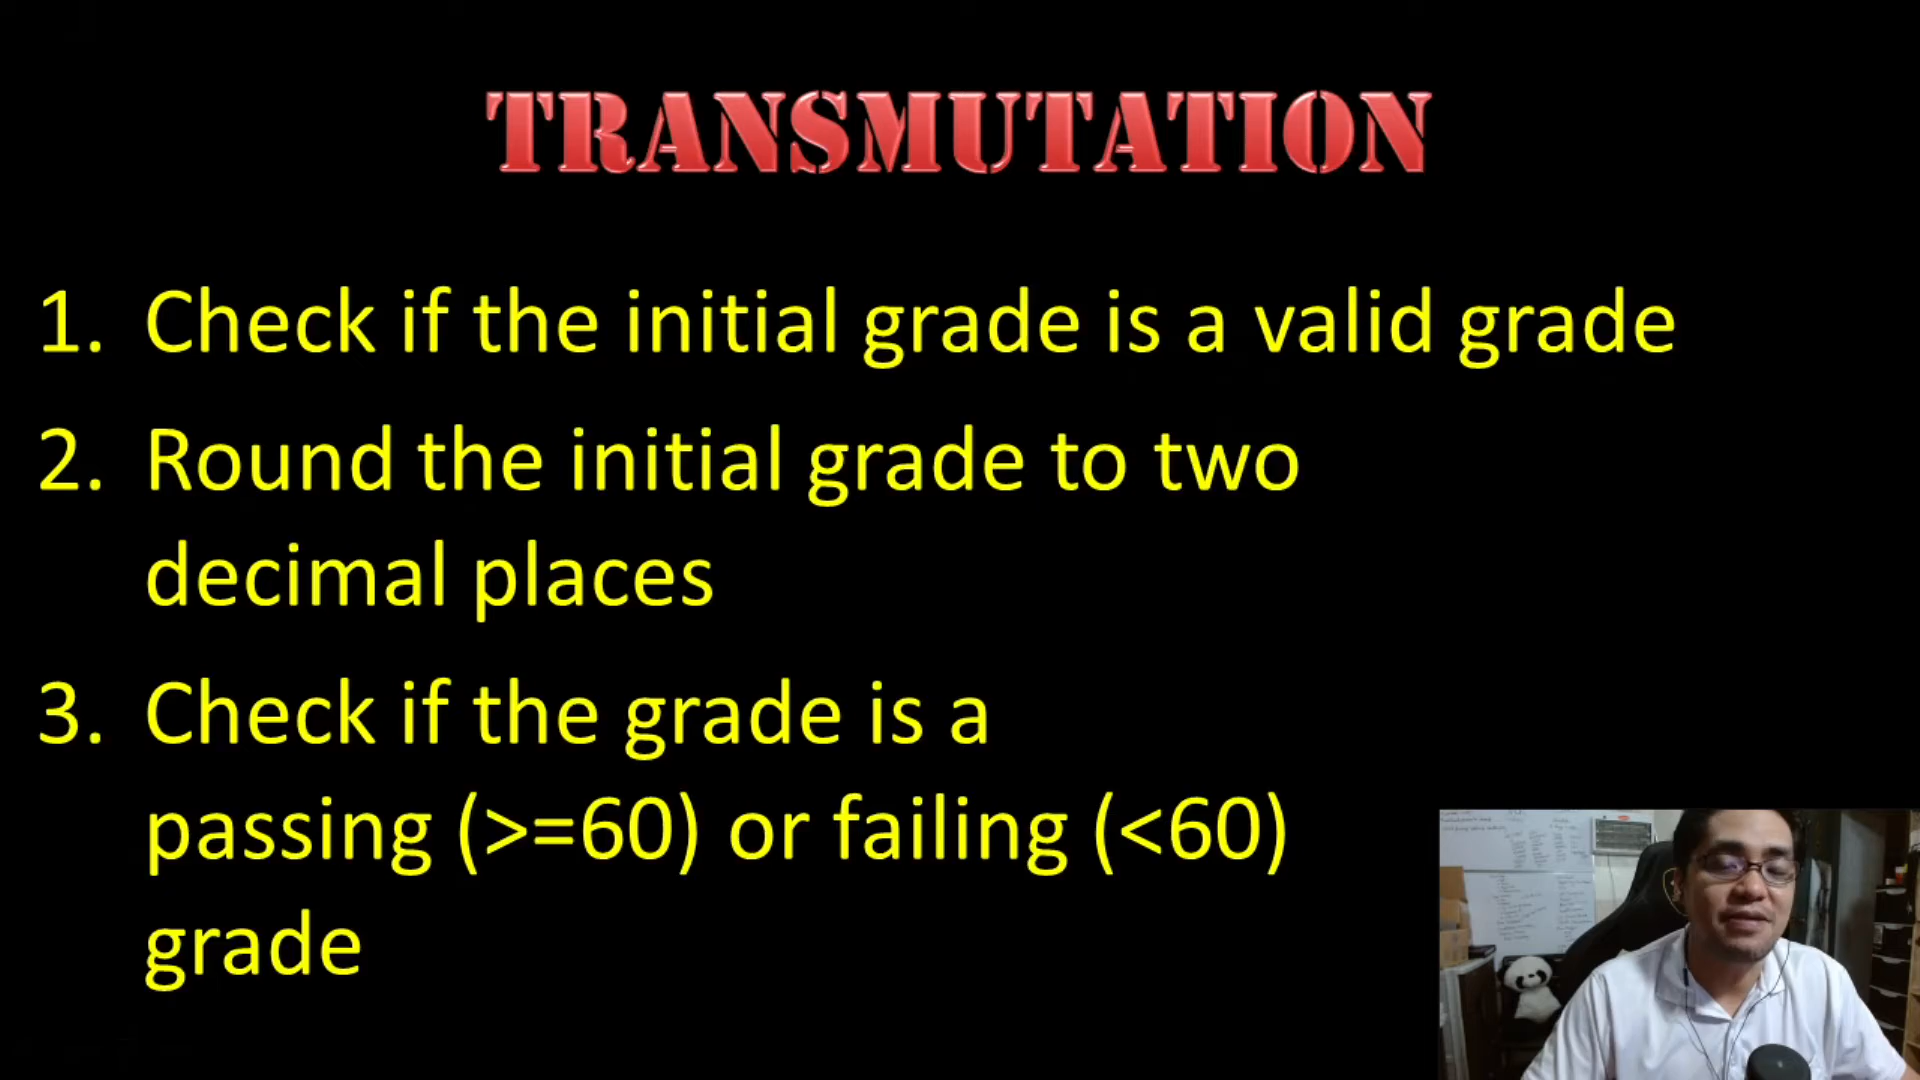 TRANSMUTATION
1. Check if the initial grade is a valid grade
2. Round the initial grade to two
decimal places
3. Check if the grade is a
passing (>=60) or failing (<60)
grade